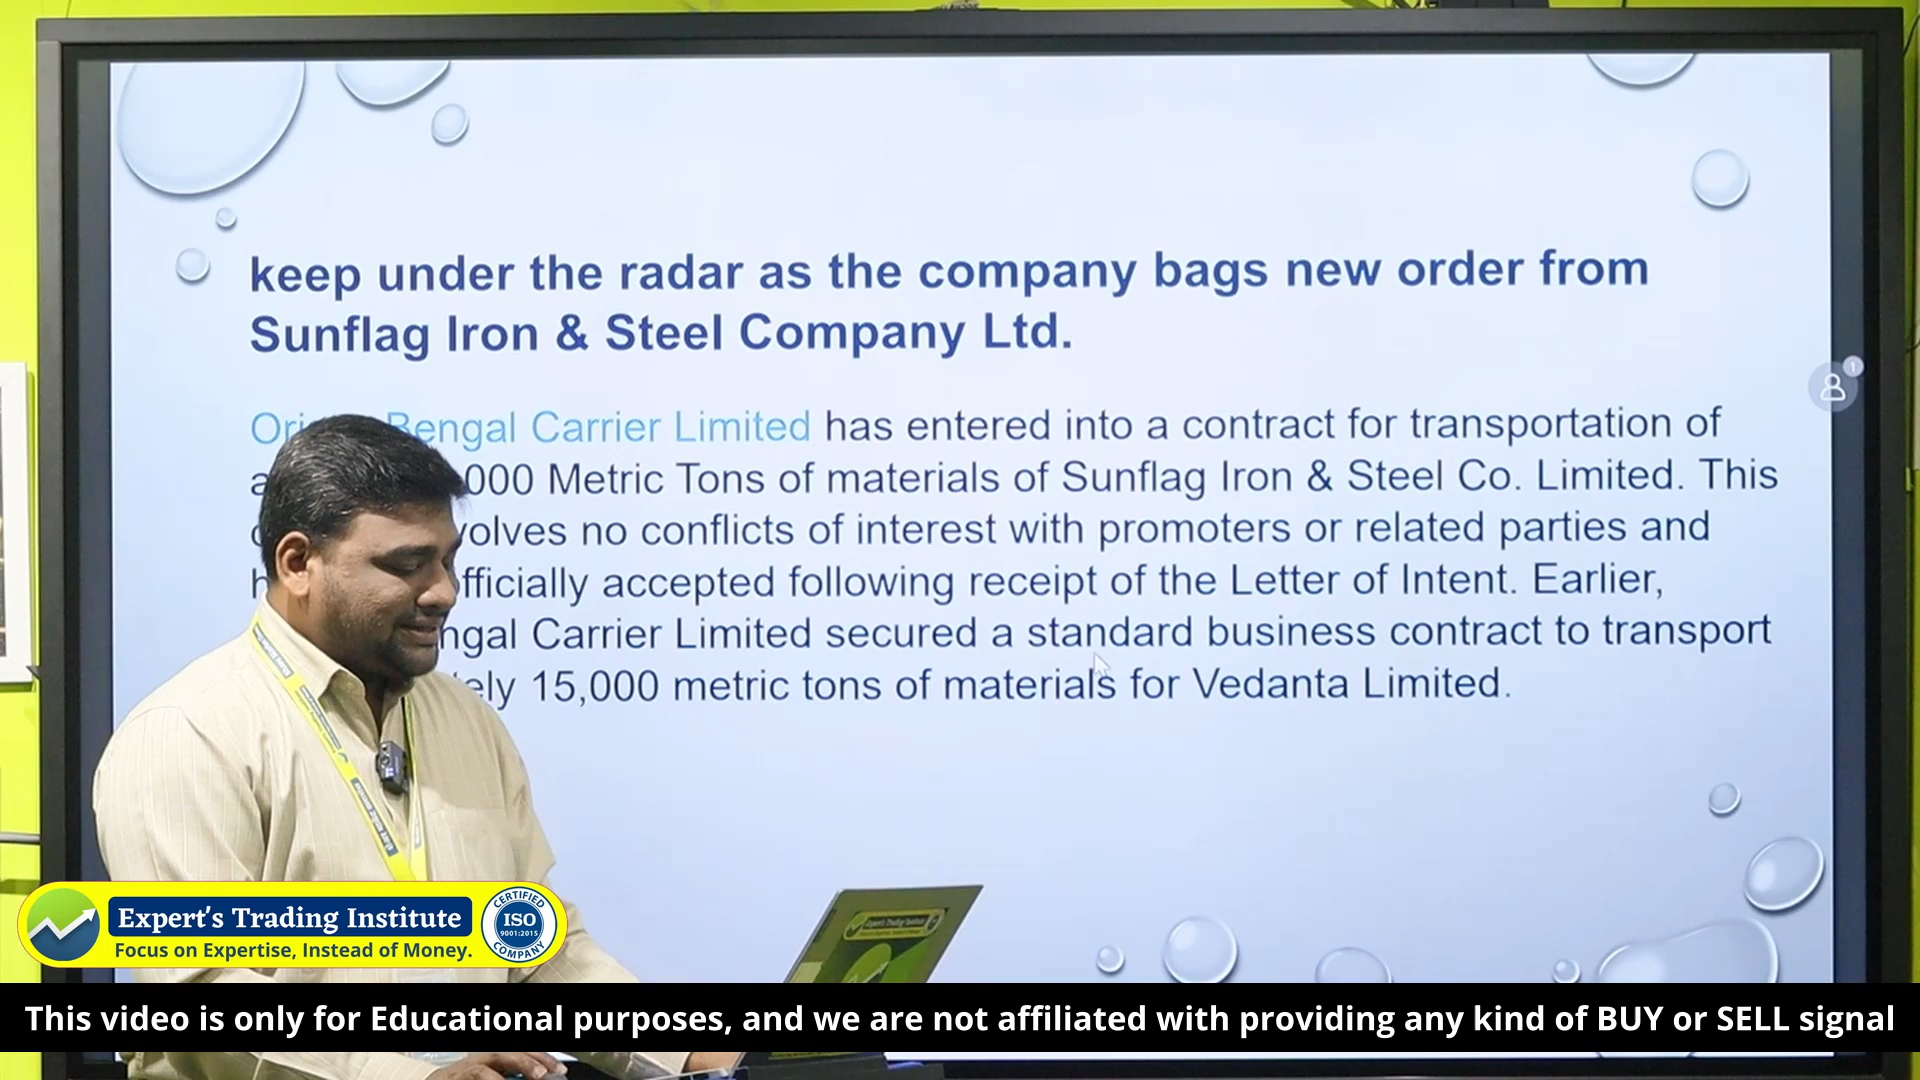 keep under the radar as the company bags new order from
Sunflag Iron & Steel Company Ltd.
Bengal Carrier Limited has entered into a contract for transportation of
000 Metric Tons of materials of Sunflag Iron & Steel Co. Limited. This
no conflicts of interest with promoters or related parties and
accepted following receipt of the Letter of Intent. Earlier,
Carrier Limited secured a standard business contract to transport
15,000 metric tons of materials for Vedanta Limited.
1
Expert's Trading Institute
Focus on Expertise, Instead of Money.
CERTIFIED
ISO
9001:2015
COMPANY
Expert's Trading Institute
This video is only for Educational purposes, and we are not affiliated with providing any kind of BUY or SELL signal